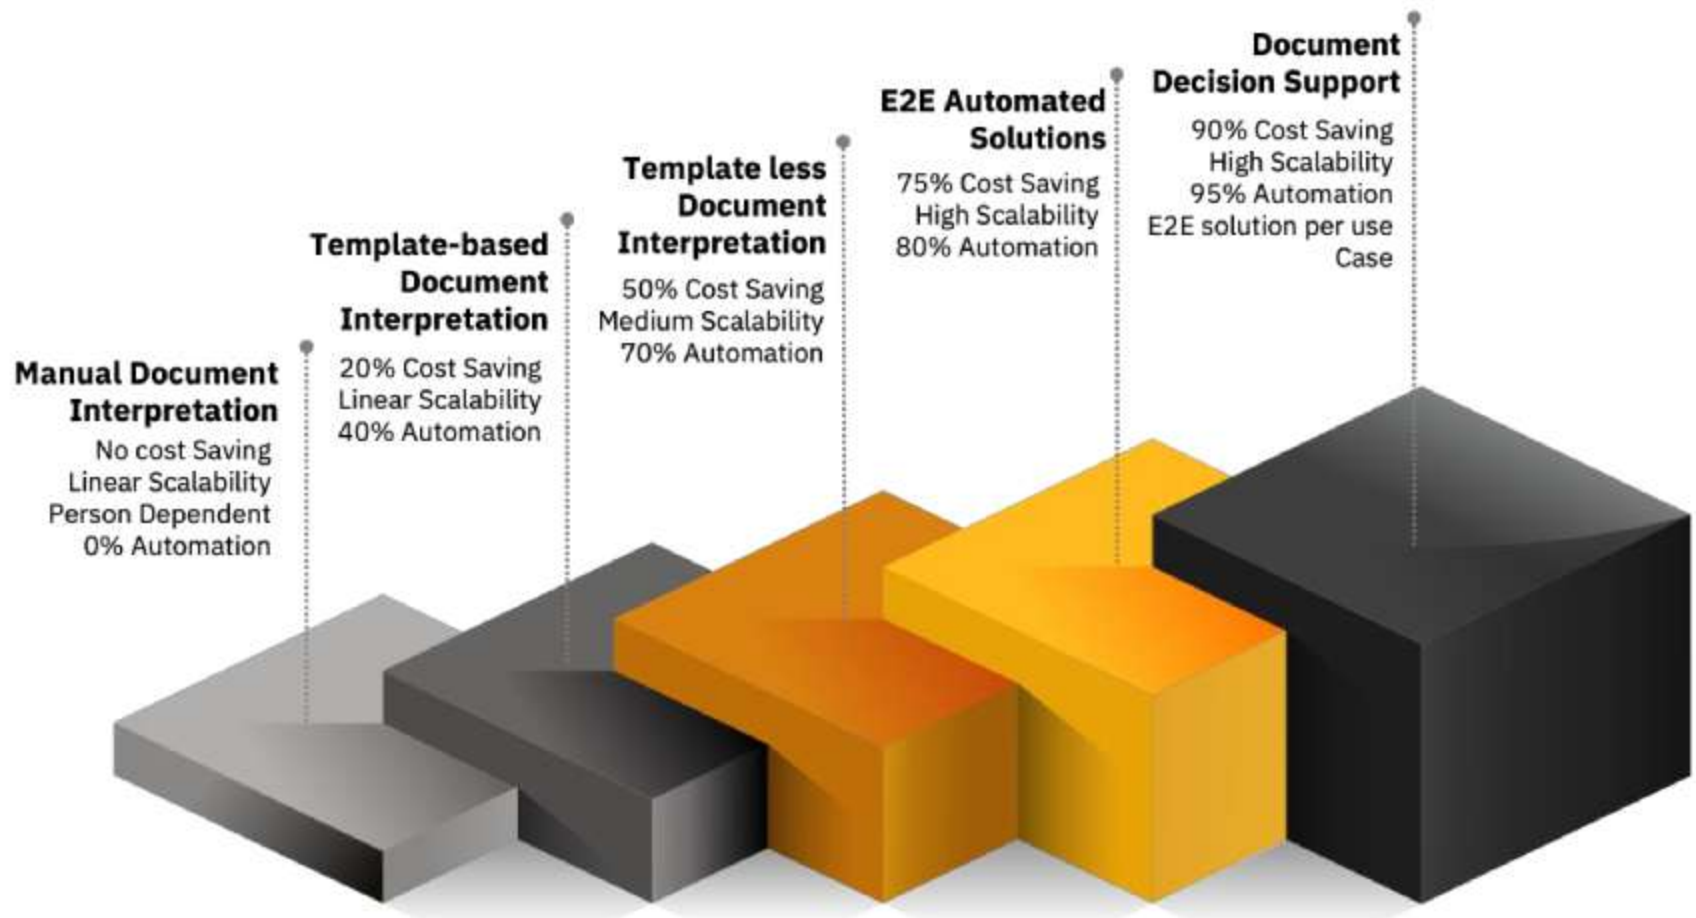 Manual Document
Interpretation
No cost Saving
Linear Scalability
Person Dependent
0% Automation
Template-based
Document
Interpretation
20% Cost Saving
Linear Scalability
40% Automation
Template less
Document
Interpretation
50% Cost Saving
Medium Scalability
70% Automation
E2E Automated
Solutions
75% Cost Saving
High Scalability
80% Automation
Document
Decision Support
90% Cost Saving
High Scalability
95% Automation
E2E solution per use
Case